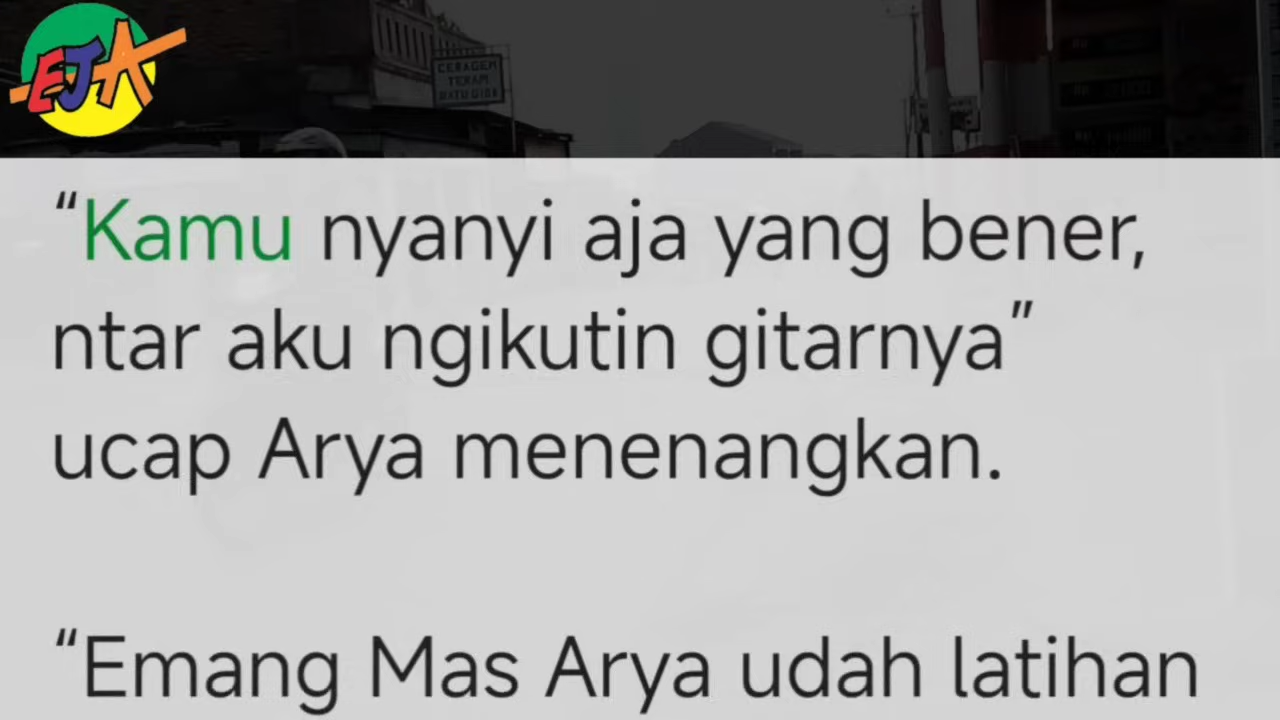 EJA
CERAGEM
TERAPI
BATU GIOK
“Kamu nyanyi aja yang bener,
ntar aku ngikutin gitarnya”
ucap Arya menenangkan.
“Emang Mas Arya udah latihan